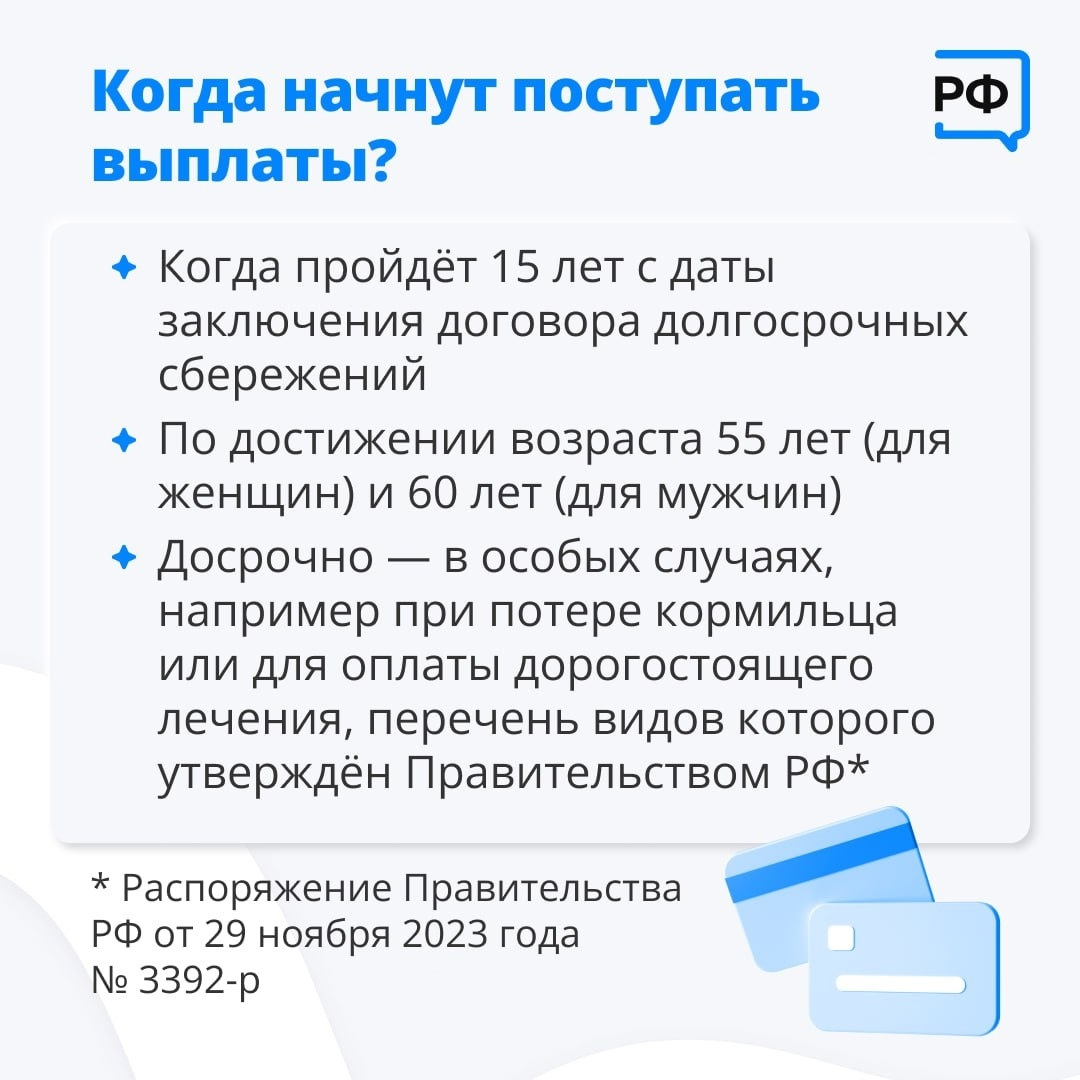 Когда начнут поступать
выплаты?
РФ
Когда пройдёт 15 лет с даты
заключения договора долгосрочных
сбережений
По достижении возраста 55 лет (для
женщин) и 60 лет (для мужчин)
Досрочно — в особых случаях,
например при потере кормильца
или для оплаты дорогостоящего
лечения, перечень видов которого
утверждён Правительством РФ*
* Распоряжение Правительства
РФ от 29 ноября 2023 года
№ 3392-р